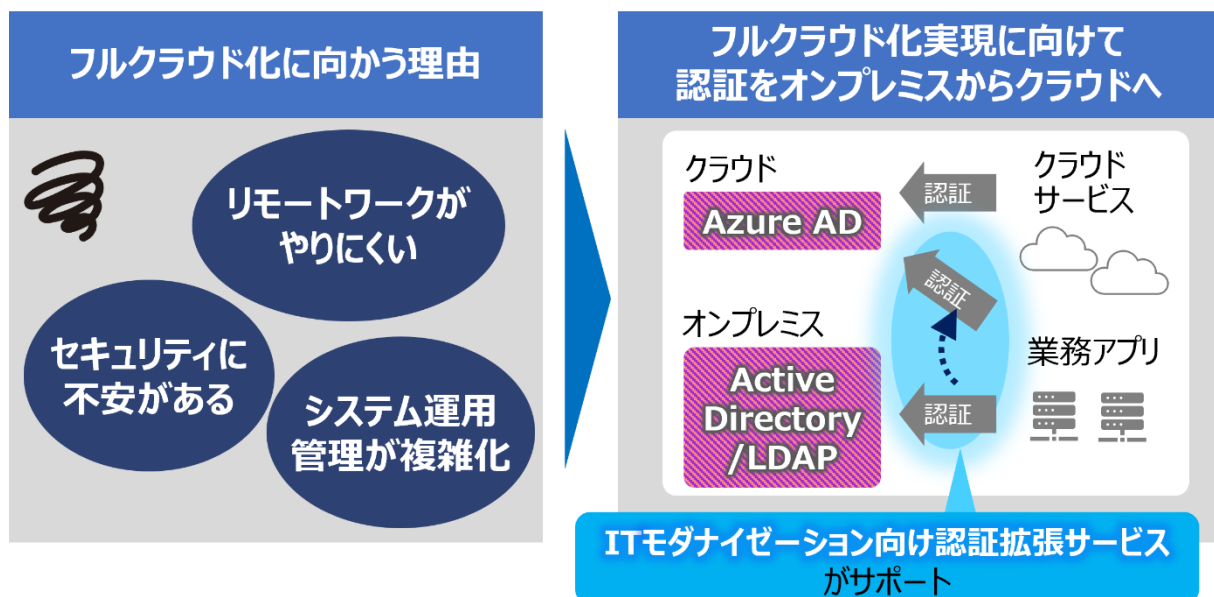 フルクラウド化に向かう理由
リモートワークが
やりにくい
セキュリティに
不安がある
システム運用
管理が複雑化
フルクラウド化実現に向けて
認証をオンプレミスからクラウドへ
クラウド
Azure AD
認証
クラウド
サービス
認証
オンプレミス
Active
Directory
/LDAP
認証
業務アプリ
ITモダナイゼーション向け認証拡張サービス
がサポート